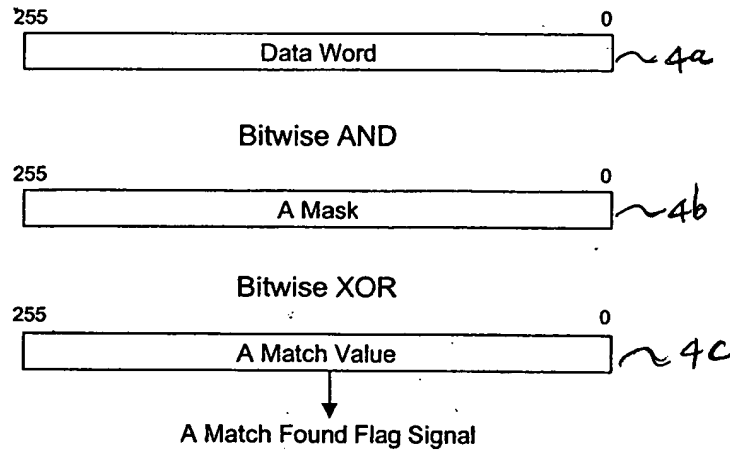 255 0
Data Word 4a
Bitwise AND
255 0
A Mask 4b
Bitwise XOR
255 0
A Match Value 4c
A Match Found Flag Signal